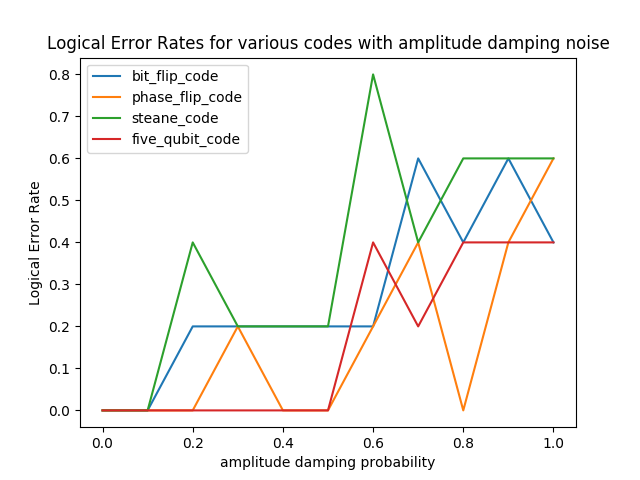 Logical Error Rates for various codes with amplitude damping noise
bit_flip_code
phase_flip_code
steane_code
five_qubit_code
Logical Error Rate
0.8
0.7
0.6
0.5
0.4
0.3
0.2
0.1
0.0
0.0 0.2 0.4 0.6 0.8 1.0
amplitude damping probability